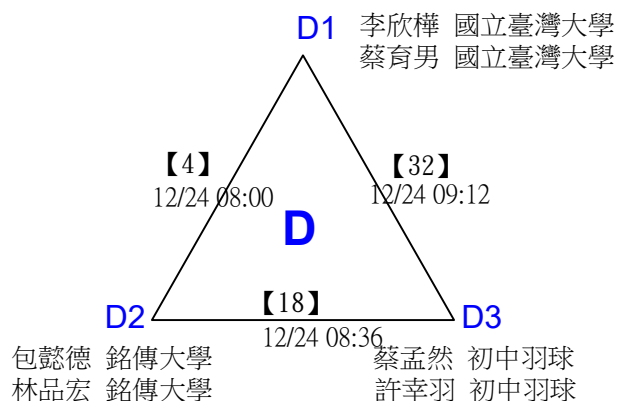 D1
李欣樺 國立臺灣大學
蔡育男 國立臺灣大學
【4】
12/24 08:00
【32】
12/24 09:12
D
【18】
12/24 08:36
D2
包懿德 銘傳大學
林品宏 銘傳大學
D3
蔡孟然 初中羽球
許幸羽 初中羽球